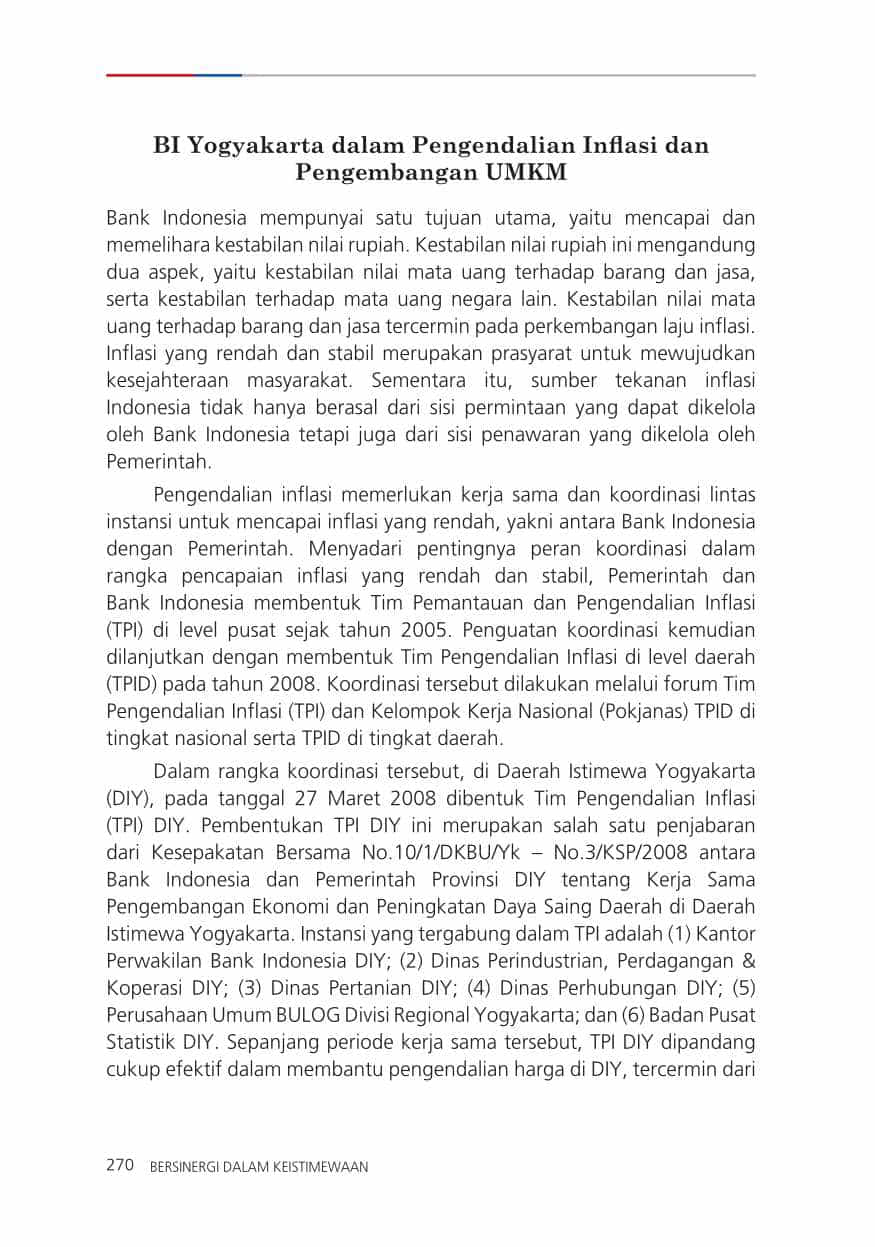 BI Yogyakarta dalam Pengendalian Inflasi dan
Pengembangan UMKM
Bank Indonesia mempunyai satu tujuan utama, yaitu mencapai dan
memelihara kestabilan nilai rupiah. Kestabilan nilai rupiah ini mengandung
dua aspek, yaitu kestabilan nilai mata uang terhadap barang dan jasa,
serta kestabilan terhadap mata uang negara lain. Kestabilan nilai mata
uang terhadap barang dan jasa tercermin pada perkembangan laju inflasi.
Inflasi yang rendah dan stabil merupakan prasyarat untuk mewujudkan
kesejahteraan masyarakat. Sementara itu, sumber tekanan inflasi
Indonesia tidak hanya berasal dari sisi permintaan yang dapat dikelola
oleh Bank Indonesia tetapi juga dari sisi penawaran yang dikelola oleh
Pemerintah.
Pengendalian inflasi memerlukan kerja sama dan koordinasi lintas
instansi untuk mencapai inflasi yang rendah, yakni antara Bank Indonesia
dengan Pemerintah. Menyadari pentingnya peran koordinasi dalam
rangka pencapaian inflasi yang rendah dan stabil, Pemerintah dan
Bank Indonesia membentuk Tim Pemantauan dan Pengendalian Inflasi
(TPI) di level pusat sejak tahun 2005. Penguatan koordinasi kemudian
dilanjutkan dengan membentuk Tim Pengendalian Inflasi di level daerah
(TPID) pada tahun 2008. Koordinasi tersebut dilakukan melalui forum Tim
Pengendalian Inflasi (TPI) dan Kelompok Kerja Nasional (Pokjanas) TPID di
tingkat nasional serta TPID di tingkat daerah.
Dalam rangka koordinasi tersebut, di Daerah Istimewa Yogyakarta
(DIY), pada tanggal 27 Maret 2008 dibentuk Tim Pengendalian Inflasi
(TPI) DIY. Pembentukan TPI DIY ini merupakan salah satu penjabaran
dari Kesepakatan Bersama No.10/1/DKBU/Yk – No.3/KSP/2008 antara
Bank Indonesia dan Pemerintah Provinsi DIY tentang Kerja Sama
Pengembangan Ekonomi dan Peningkatan Daya Saing Daerah di Daerah
Istimewa Yogyakarta. Instansi yang tergabung dalam TPI adalah (1) Kantor
Perwakilan Bank Indonesia DIY; (2) Dinas Perindustrian, Perdagangan &
Koperasi DIY; (3) Dinas Pertanian DIY; (4) Dinas Perhubungan DIY; (5)
Perusahaan Umum BULOG Divisi Regional Yogyakarta; dan (6) Badan Pusat
Statistik DIY. Sepanjang periode kerja sama tersebut, TPI DIY dipandang
cukup efektif dalam membantu pengendalian harga di DIY, tercermin dari
270 BERSINERGI DALAM KEISTIMEWAAN